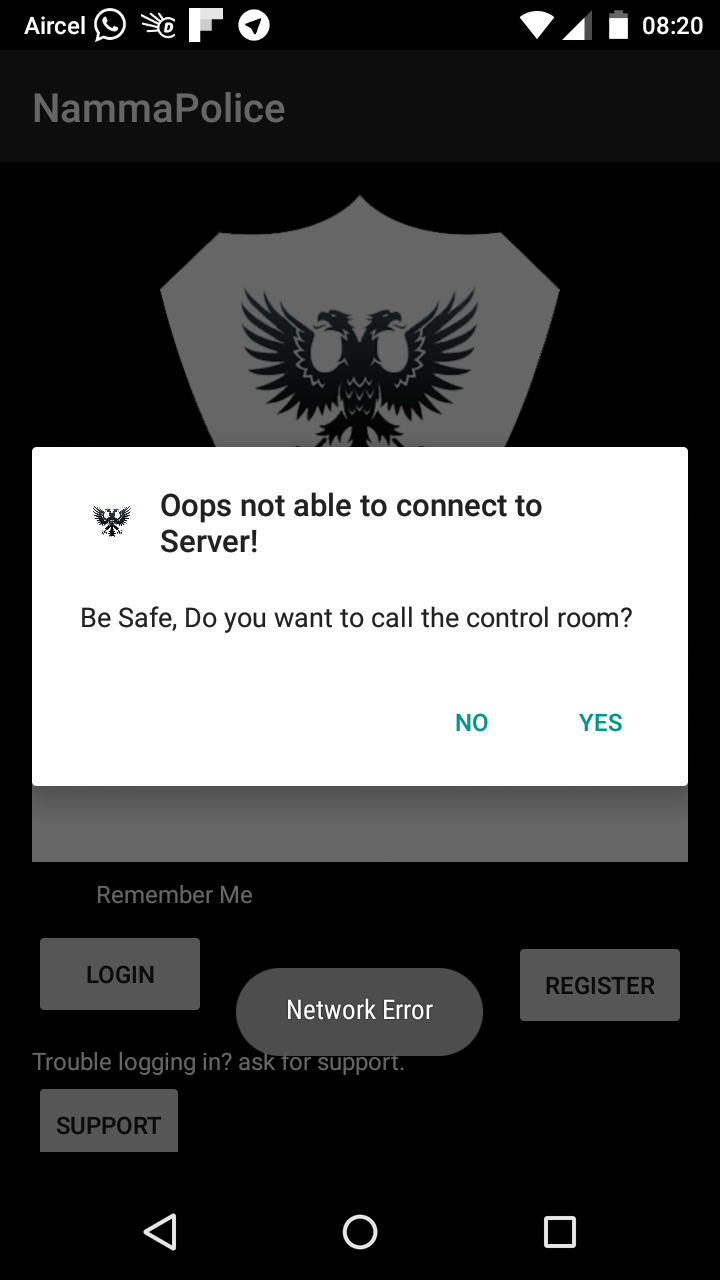 Aircel 08:20
NammaPolice
Oops not able to connect to
Server!
Be Safe, Do you want to call the control room?
NO YES
Remember Me
LOGIN REGISTER
Network Error
Trouble logging in? ask for support.
SUPPORT